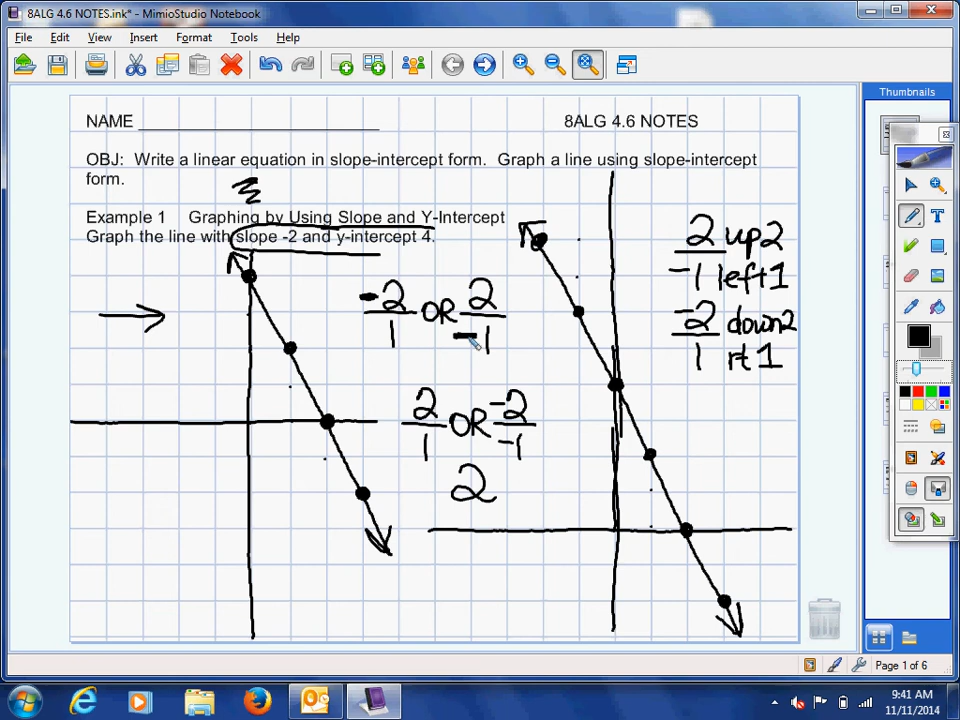 8ALG 4.6 NOTES.ink* - MimioStudio Notebook
File Edit View Insert Format Tools Help
Thumbnails
NAME ____________________ 8ALG 4.6 NOTES
OBJ: Write a linear equation in slope-intercept form. Graph a line using slope-intercept
form.
Example 1 Graphing by Using Slope and Y-Intercept
Graph the line with slope -2 and y-intercept 4.
-2/1 OR 2/-1
2/1 OR -2/-1
2
2 up2
-1 left 1
-2 down2
1 rt 1
Page 1 of 6
9:41 AM
11/11/2014